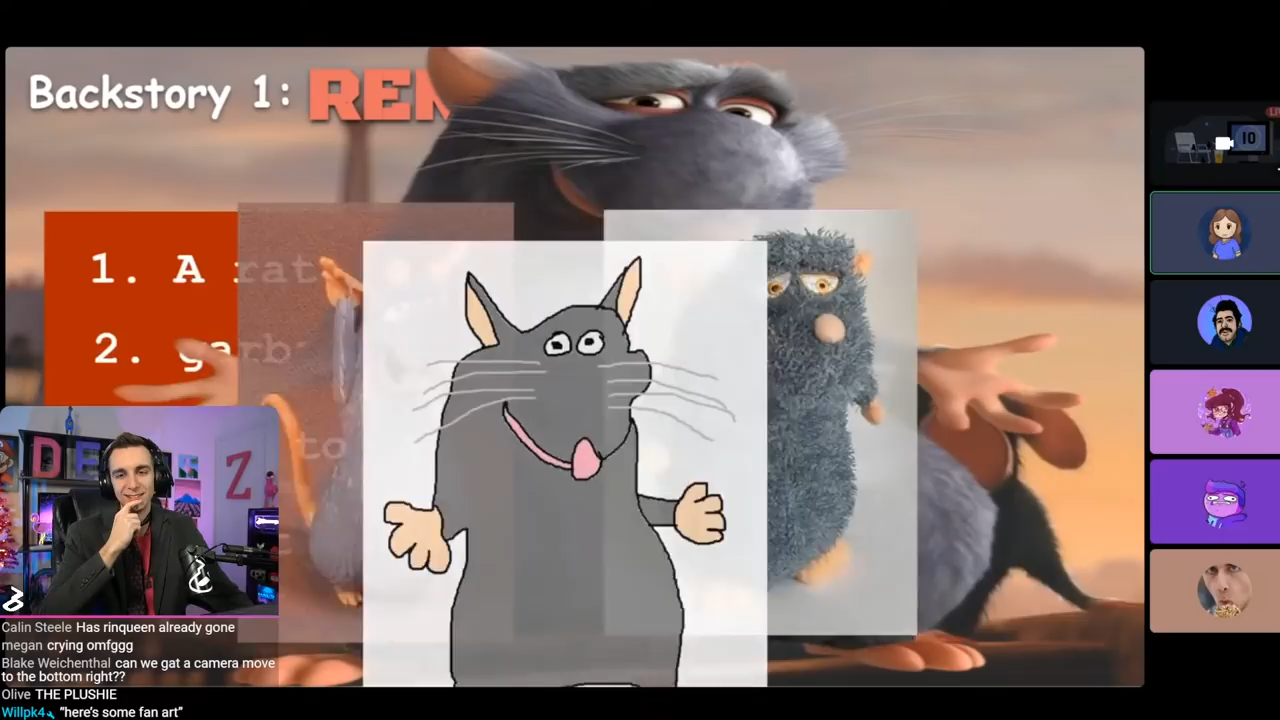 Backstory 1: REM
10
1. A rat
2. garb
to
D E
Z
Calin Steele Has rinqueen already gone
megan crying omfggg
Blake Weichenthal can we gat a camera move
to the bottom right??
Olive THE PLUSHIE
Willpk4 “here’s some fan art”